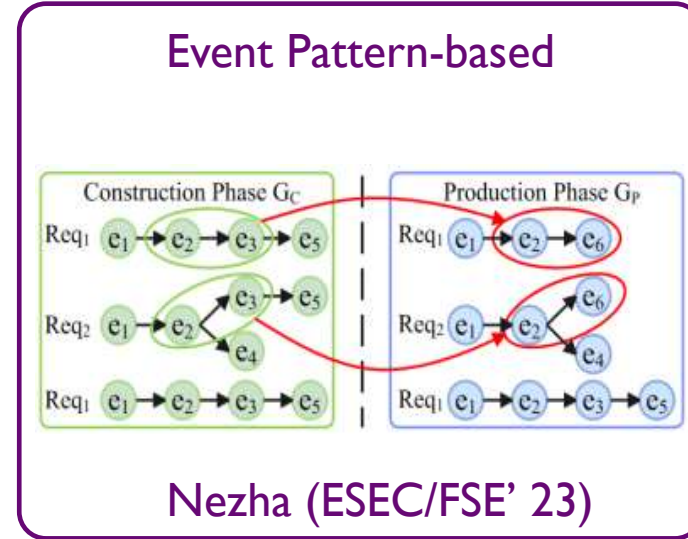 Event Pattern-based
Construction Phase G_C
Req₁ e₁ e₂ e₃ e₅
Req₂ e₁ e₂ e₃ e₅
e₄
Req₁ e₁ e₂ e₃ e₅
Production Phase G_P
Req₁ e₁ e₂ e₆
Req₂ e₁ e₂ e₆
e₄
Req₁ e₁ e₂ e₃ e₅
Nezha (ESEC/FSE’ 23)